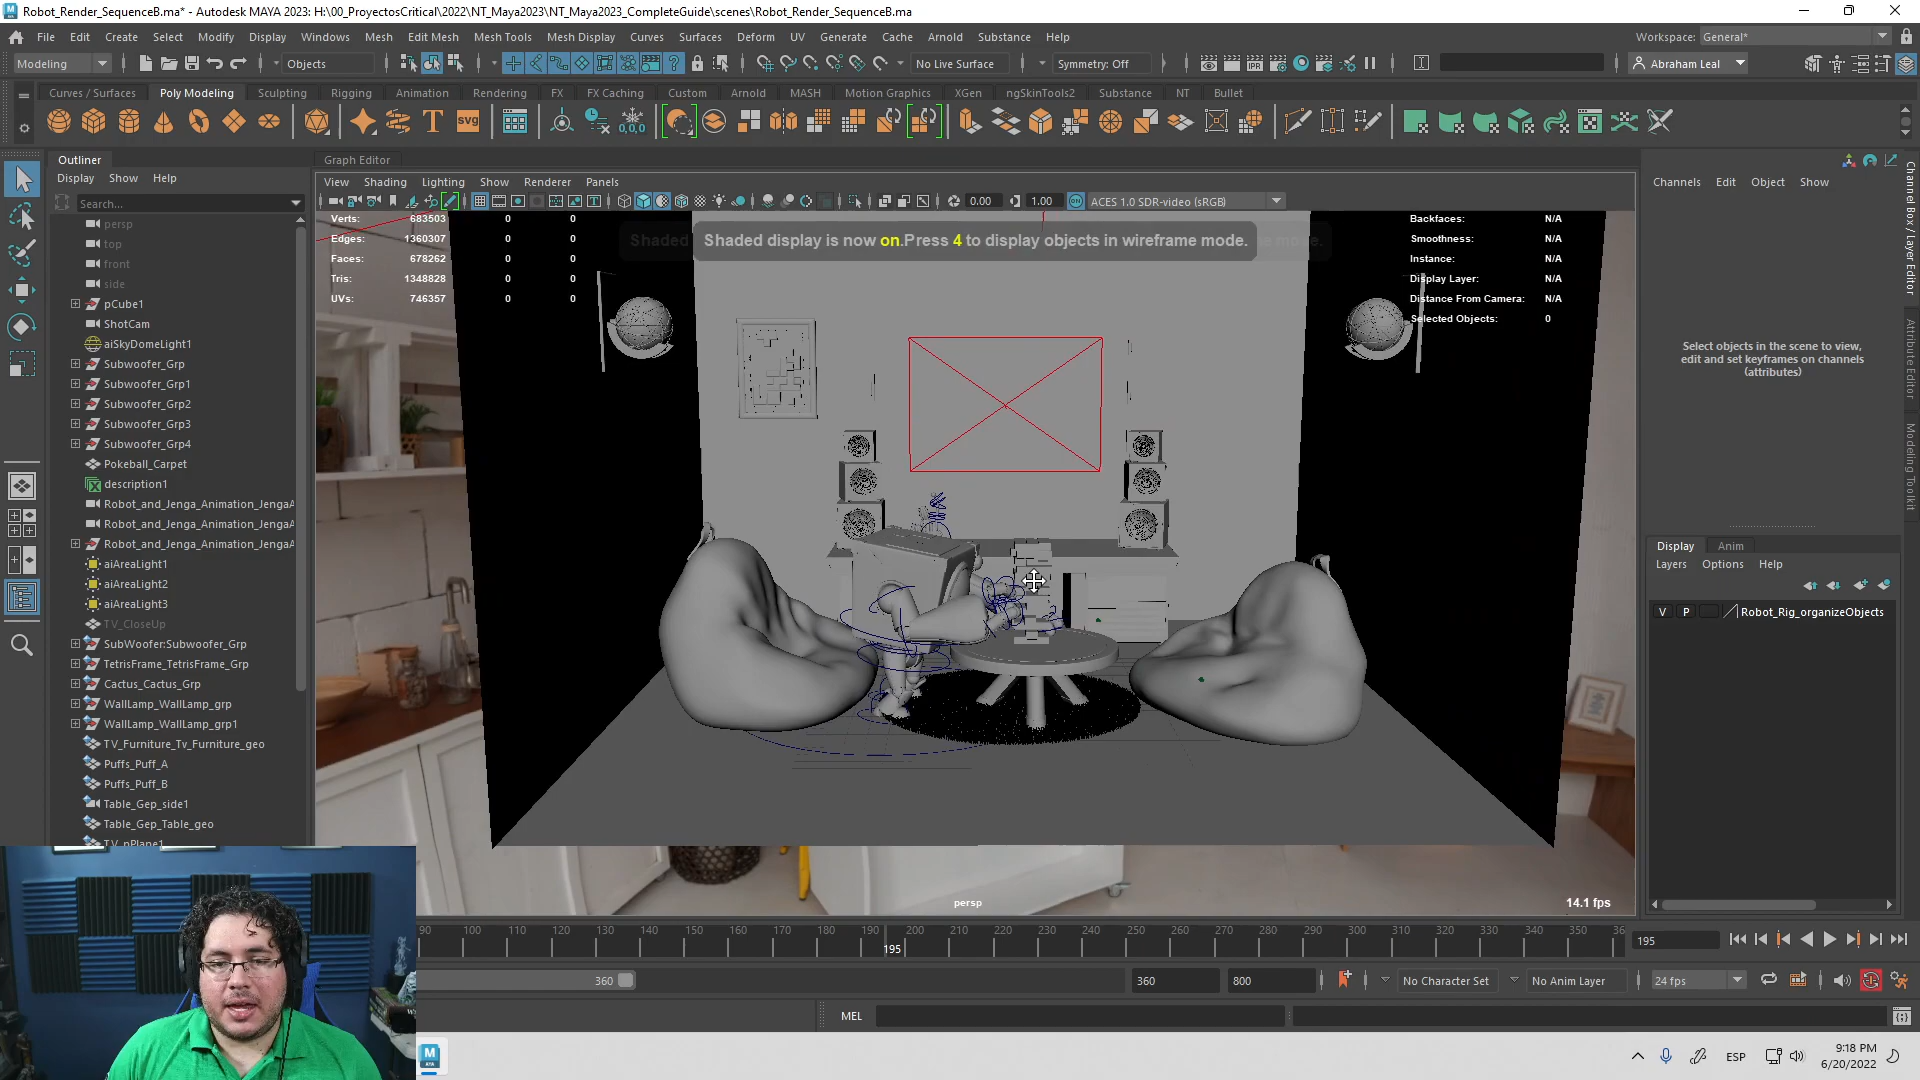 Robot_Render_SequenceB.ma* - Autodesk MAYA 2023: H:\00_ProyectosCritical\2022\NT_Maya2023\NT_Maya2023_CompleteGuide\scenes\Robot_Render_SequenceB.ma
File Edit Create Select Modify Display Windows Mesh Edit Mesh Mesh Tools Mesh Display Curves Surfaces Deform UV Generate Cache Arnold Substance Help
Workspace: General*
Modeling Objects No Live Surface Symmetry: Off Abraham Leal
Curves / Surfaces Poly Modeling Sculpting Rigging Animation Rendering FX FX Caching Custom Arnold MASH Motion Graphics XGen ngSkinTools2 Substance NT Bullet
Outliner
Display Show Help
Search...
persp
top
front
side
pCube1
ShotCam
aiSkyDomeLight1
Subwoofer_Grp
Subwoofer_Grp1
Subwoofer_Grp2
Subwoofer_Grp3
Subwoofer_Grp4
Pokeball_Carpet
description1
Robot_and_Jenga_Animation_JengaA
Robot_and_Jenga_Animation_JengaA
Robot_and_Jenga_Animation_JengaA
aiAreaLight1
aiAreaLight2
aiAreaLight3
TV_CloseUp
SubWoofer:Subwoofer_Grp
TetrisFrame_TetrisFrame_Grp
Cactus_Cactus_Grp
WallLamp_WallLamp_grp
WallLamp_WallLamp_grp1
TV_Furniture_Tv_Furniture_geo
Puffs_Puff_A
Puffs_Puff_B
Table_Gep_side1
Table_Gep_Table_geo
TV_pPlane1
Graph Editor
View Shading Lighting Show Renderer Panels
0.00 1.00 ACES 1.0 SDR-video (sRGB)
Verts: 683503 0 0
Edges: 1360307 0 0
Faces: 678262 0 0
Tris: 1348828 0 0
UVs: 746357 0 0
Shaded display is now on.Press 4 to display objects in wireframe mode.
Backfaces: N/A
Smoothness: N/A
Instance: N/A
Display Layer: N/A
Distance From Camera: N/A
Selected Objects: 0
persp
14.1 fps
Channels Edit Object Show
Select objects in the scene to view,
edit and set keyframes on channels
(attributes)
Channel Box / Layer Editor
Attribute Editor
Modeling Toolkit
Display Anim
Layers Options Help
V P Robot_Rig_organizeObjects
90 100 110 120 130 140 150 160 170 180 190 200 210 220 230 240 250 260 270 280 290 300 310 320 330 340 350 36
195
195
360 360 800 No Character Set No Anim Layer 24 fps
MEL
ESP
9:18 PM
6/20/2022